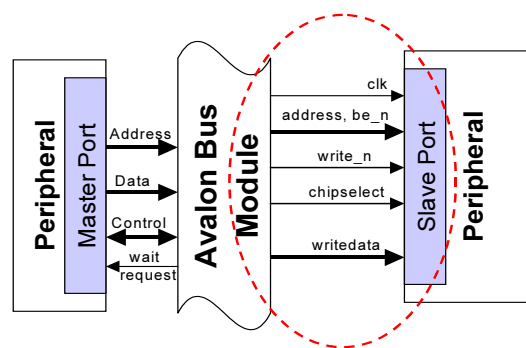 Peripheral
Master Port
Address
Data
Control
wait
request
Avalon Bus
Module
clk
address, be_n
write_n
chipselect
writedata
Slave Port
Peripheral